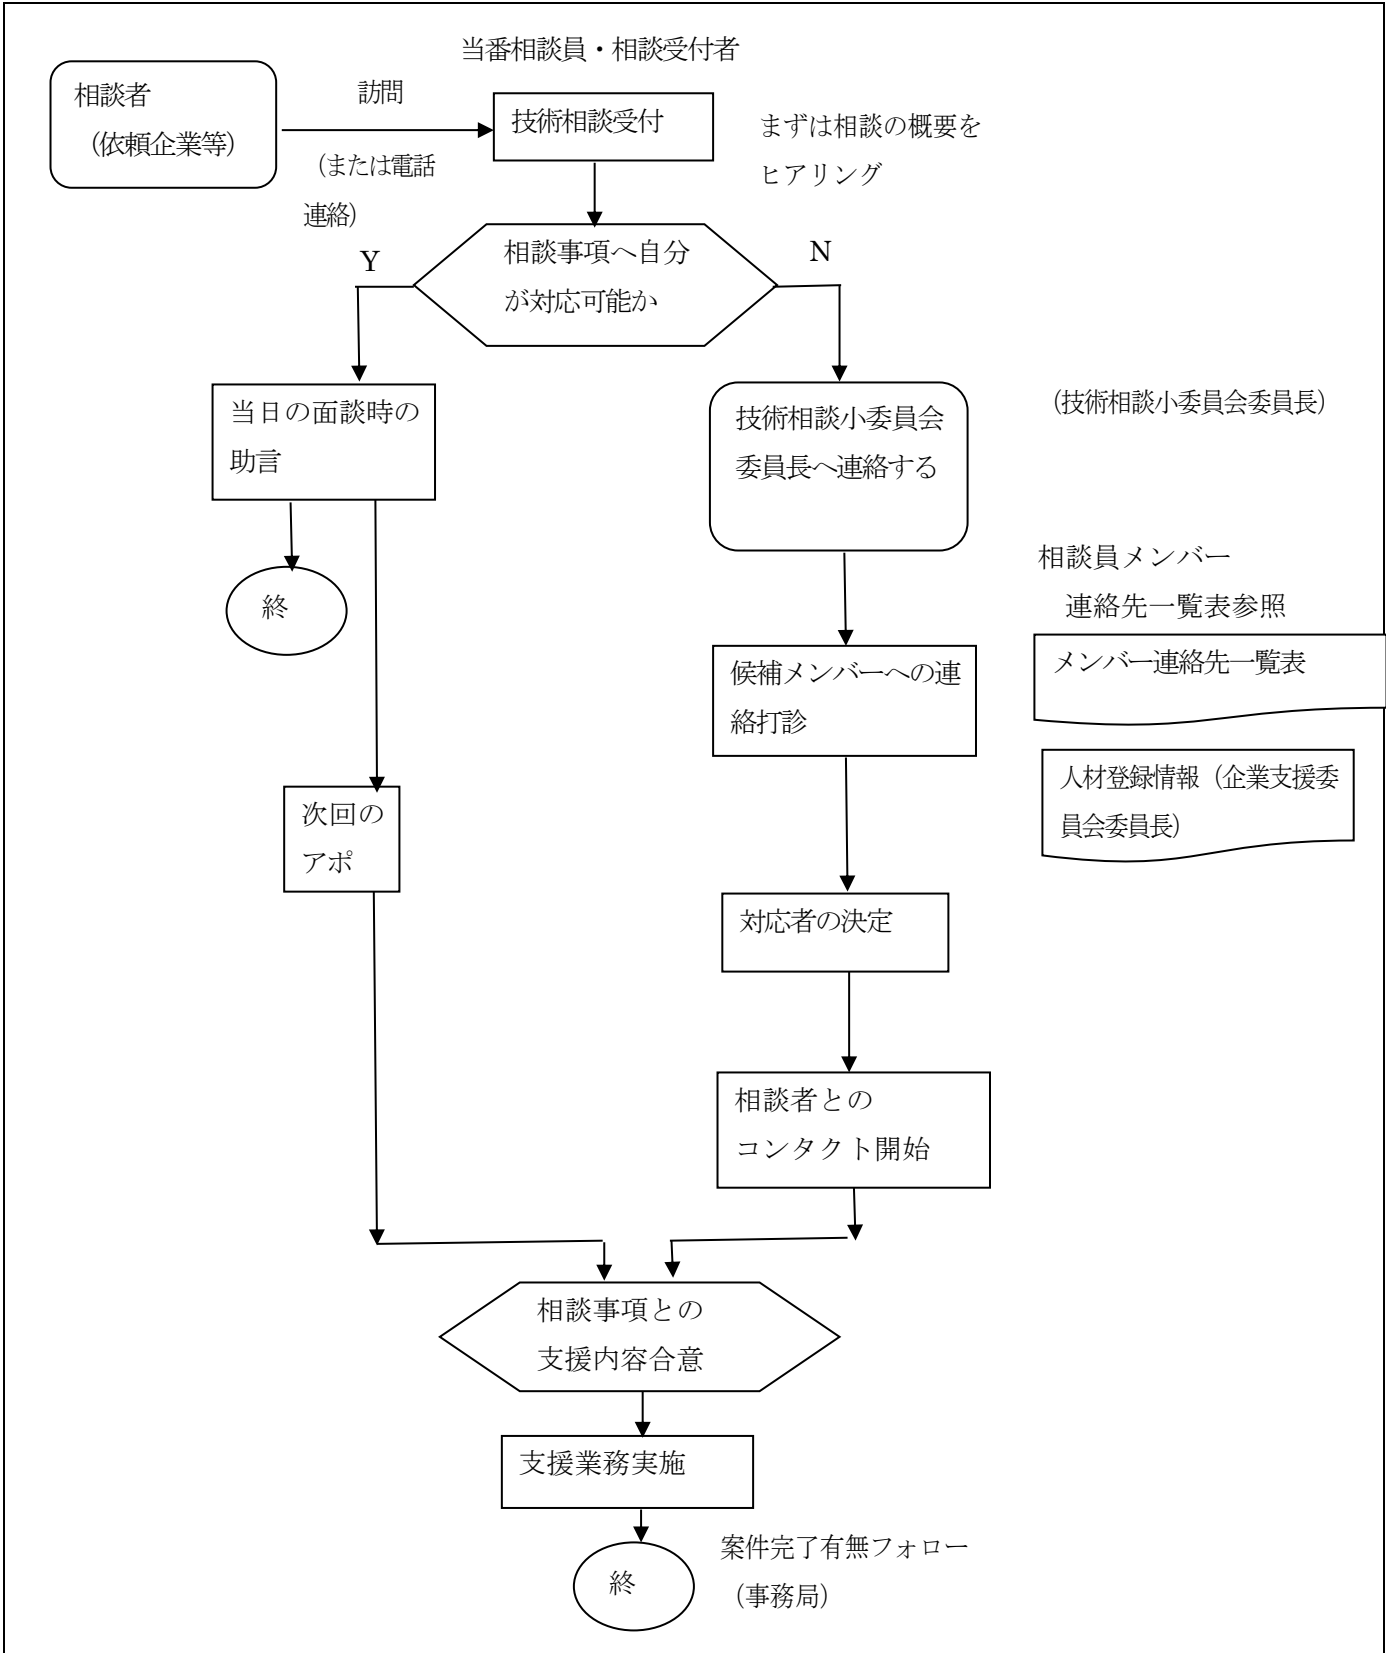 当番相談員・相談受付者
相談者
（依頼企業等）
訪問
（または電話
連絡）
技術相談受付
まずは相談の概要を
ヒアリング
相談事項へ自分
が対応可能か
Y
N
当日の面談時の
助言
終
技術相談小委員会
委員長へ連絡する
（技術相談小委員会委員長）
相談員メンバー
連絡先一覧表参照
メンバー連絡先一覧表
候補メンバーへの連
絡打診
人材登録情報（企業支援委
員会委員長）
次回の
アポ
対応者の決定
相談者との
コンタクト開始
相談事項との
支援内容合意
支援業務実施
終
案件完了有無フォロー
（事務局）